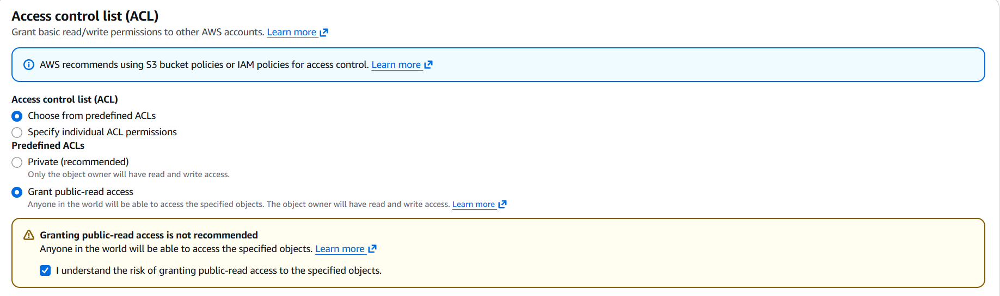 Access control list (ACL)
Grant basic read/write permissions to other AWS accounts. Learn more
AWS recommends using S3 bucket policies or IAM policies for access control. Learn more
Access control list (ACL)
Choose from predefined ACLs
Specify individual ACL permissions
Predefined ACLs
Private (recommended)
Only the object owner will have read and write access.
Grant public-read access
Anyone in the world will be able to access the specified objects. The object owner will have read and write access. Learn more
Granting public-read access is not recommended
Anyone in the world will be able to access the specified objects. Learn more
I understand the risk of granting public-read access to the specified objects.